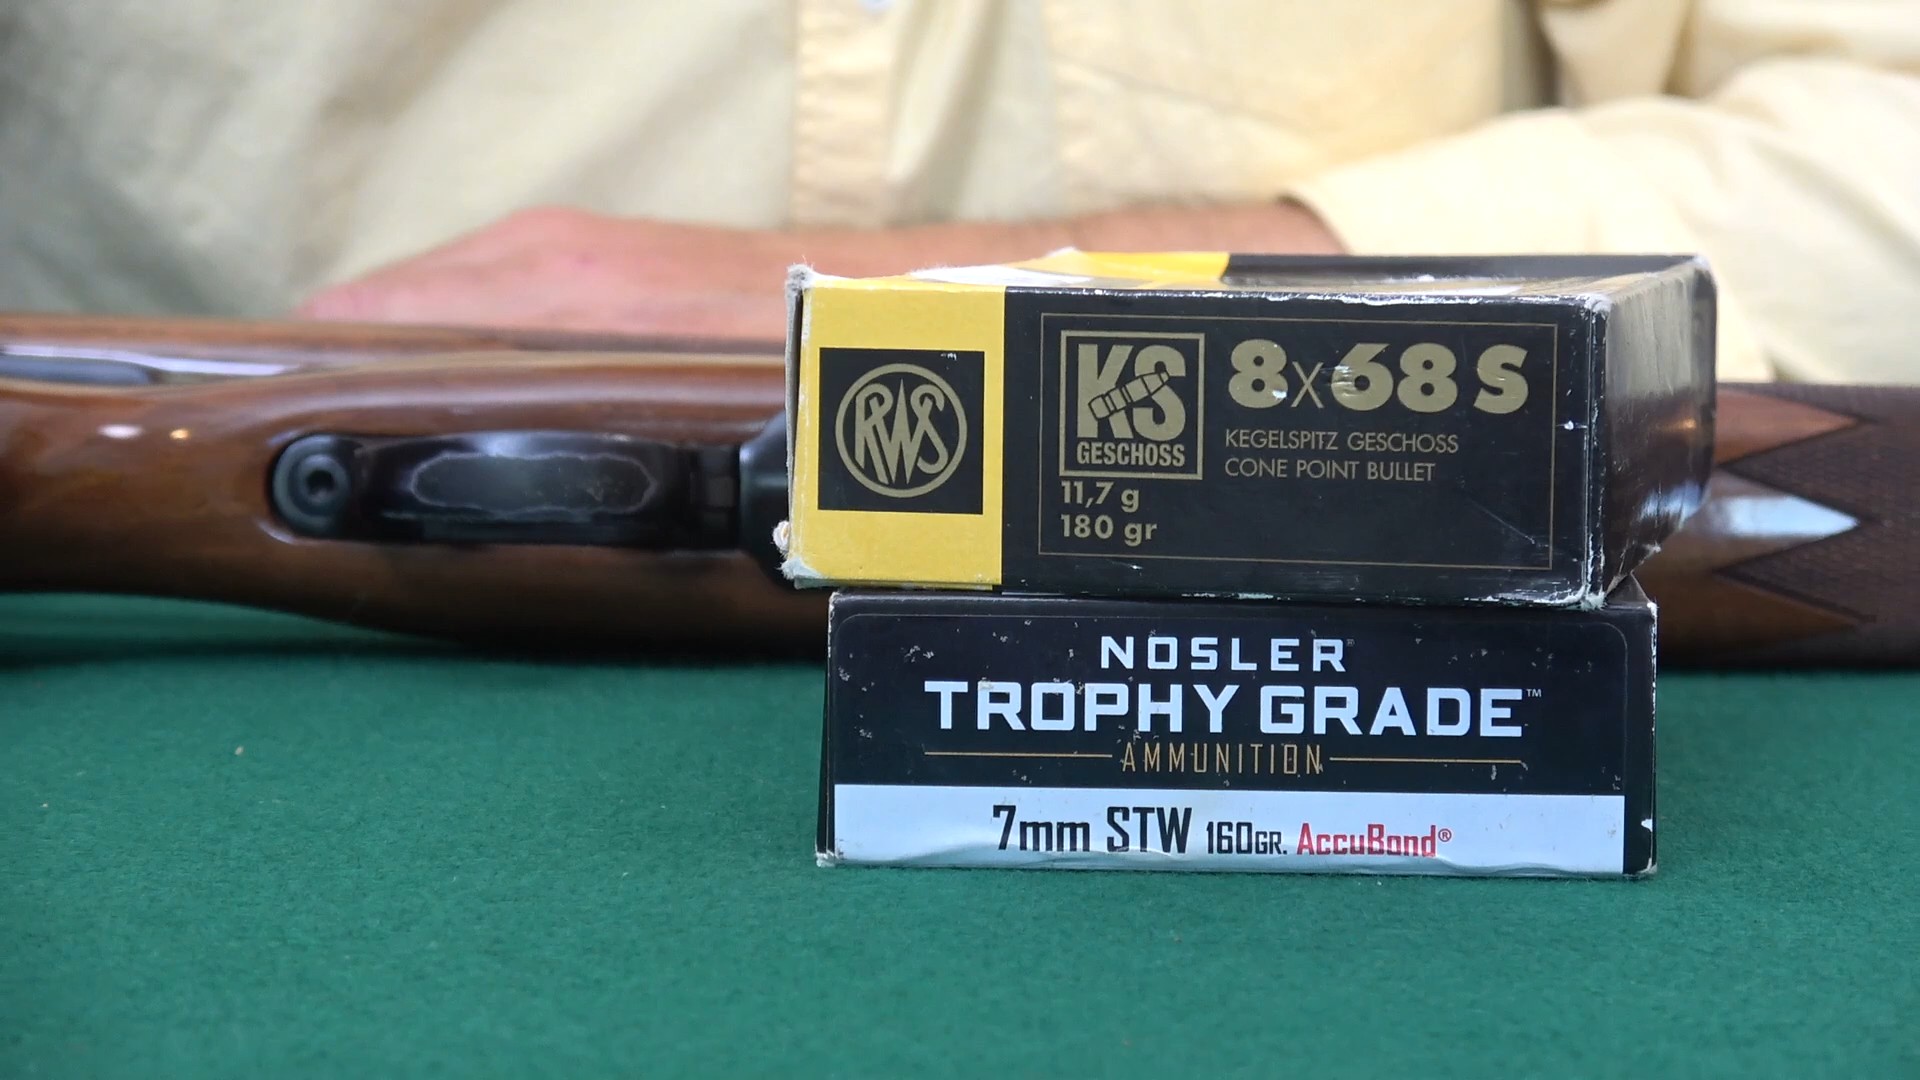 RWS
KS
GESCHOSS
8x68 S
KEGELSPITZ GESCHOSS
CONE POINT BULLET
11,7 g
180 gr
NOSLER®
TROPHY GRADE™
AMMUNITION
7mm STW 160GR. AccuBond®